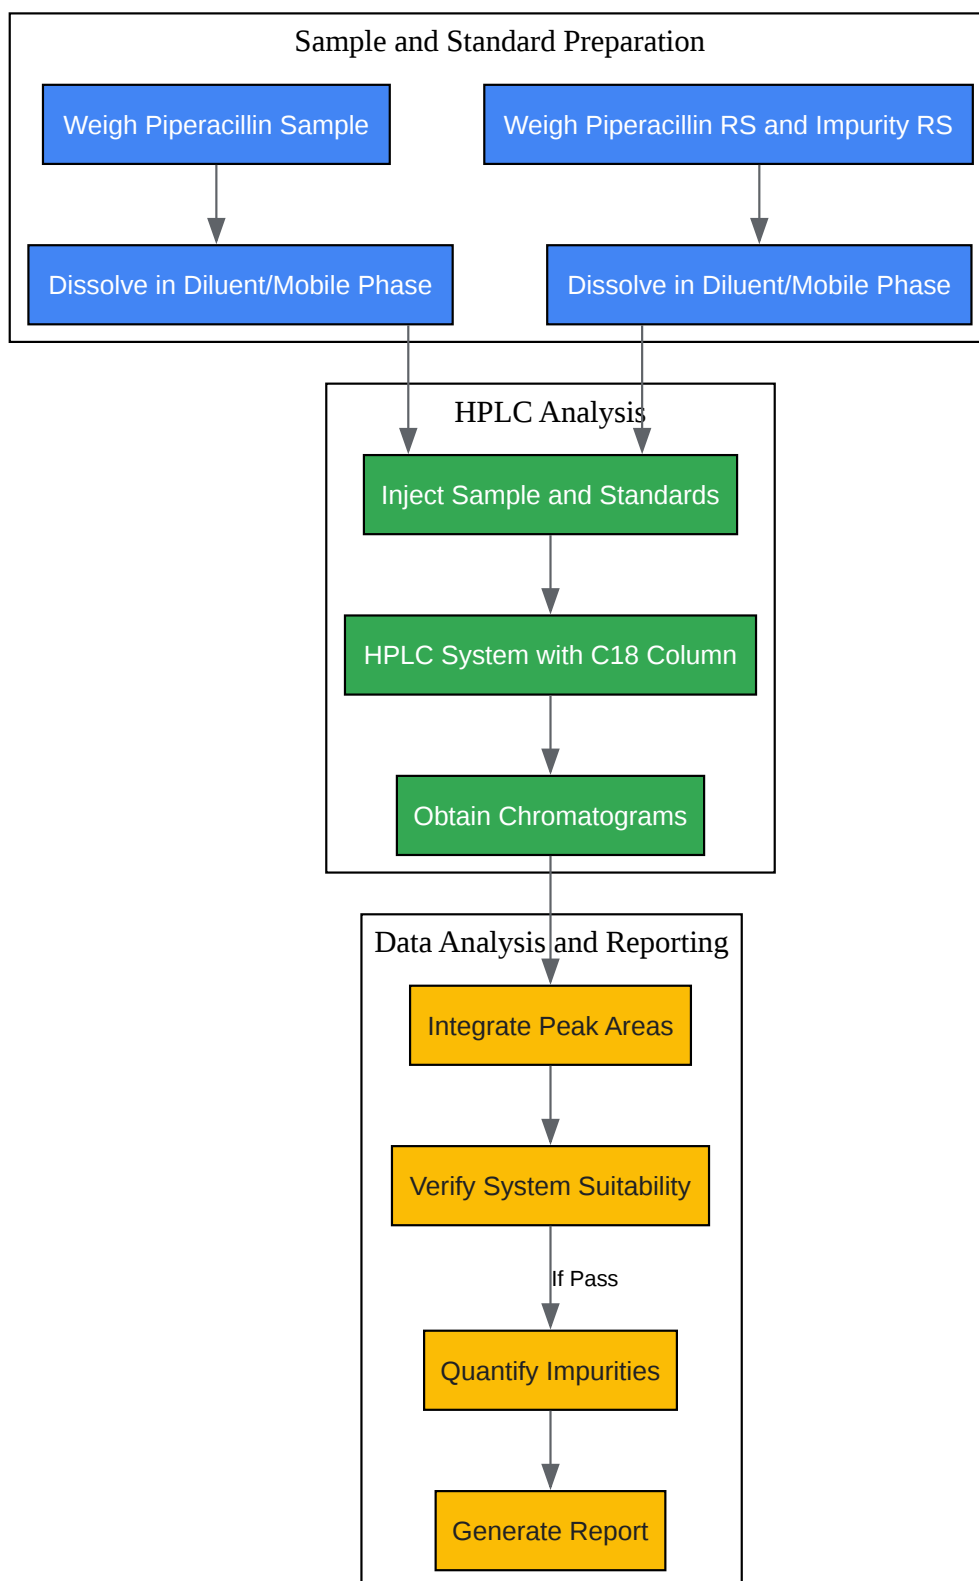 Sample and Standard Preparation
Weigh Piperacillin Sample
Weigh Piperacillin RS and Impurity RS
Dissolve in Diluent/Mobile Phase
Dissolve in Diluent/Mobile Phase
HPLC Analysis
Inject Sample and Standards
HPLC System with C18 Column
Obtain Chromatograms
Data Analysis and Reporting
Integrate Peak Areas
Verify System Suitability
If Pass
Quantify Impurities
Generate Report